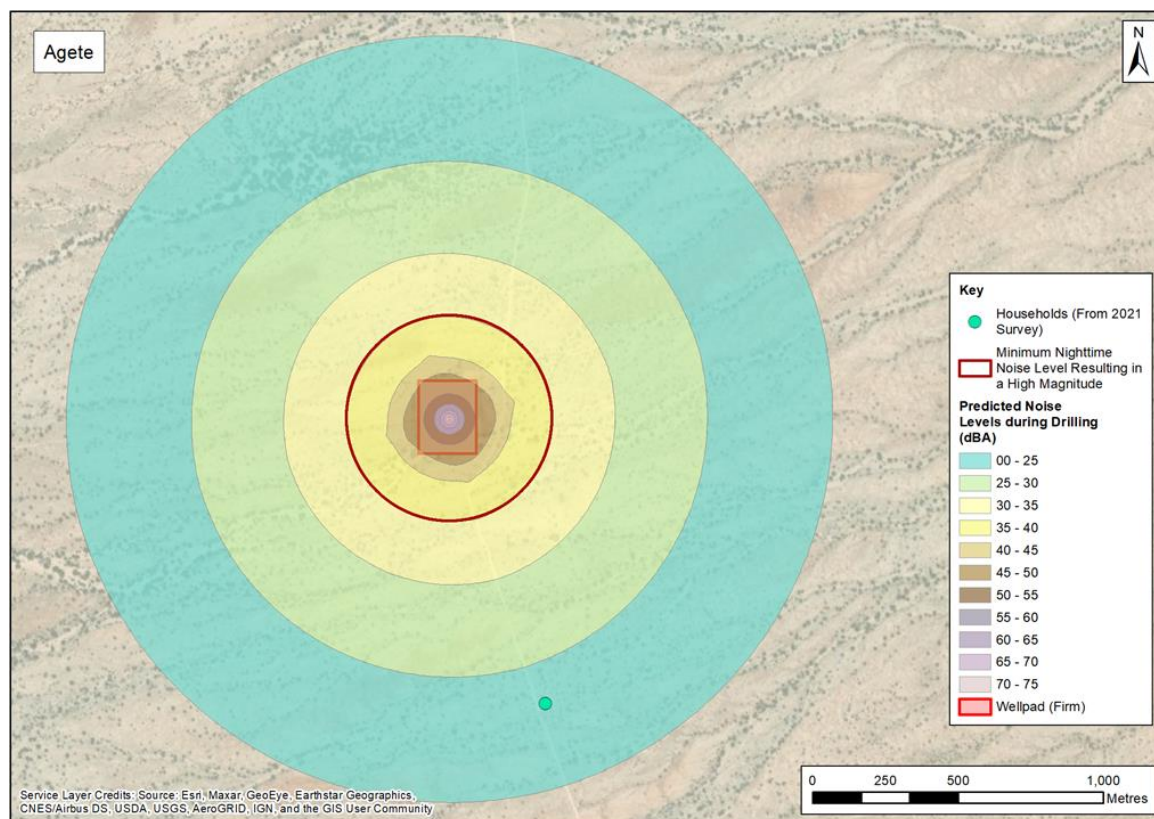 Agete
N
Key
Households (From 2021
Survey)
Minimum Nighttime
Noise Level Resulting in
a High Magnitude
Predicted Noise
Levels during Drilling
(dBA)
00 - 25
25 - 30
30 - 35
35 - 40
40 - 45
45 - 50
50 - 55
55 - 60
60 - 65
65 - 70
70 - 75
Wellpad (Firm)
0 250 500 1,000
Metres
Service Layer Credits: Source: Esri, Maxar, GeoEye, Earthstar Geographics,
CNES/Airbus DS, USDA, USGS, AeroGRID, IGN, and the GIS User Community